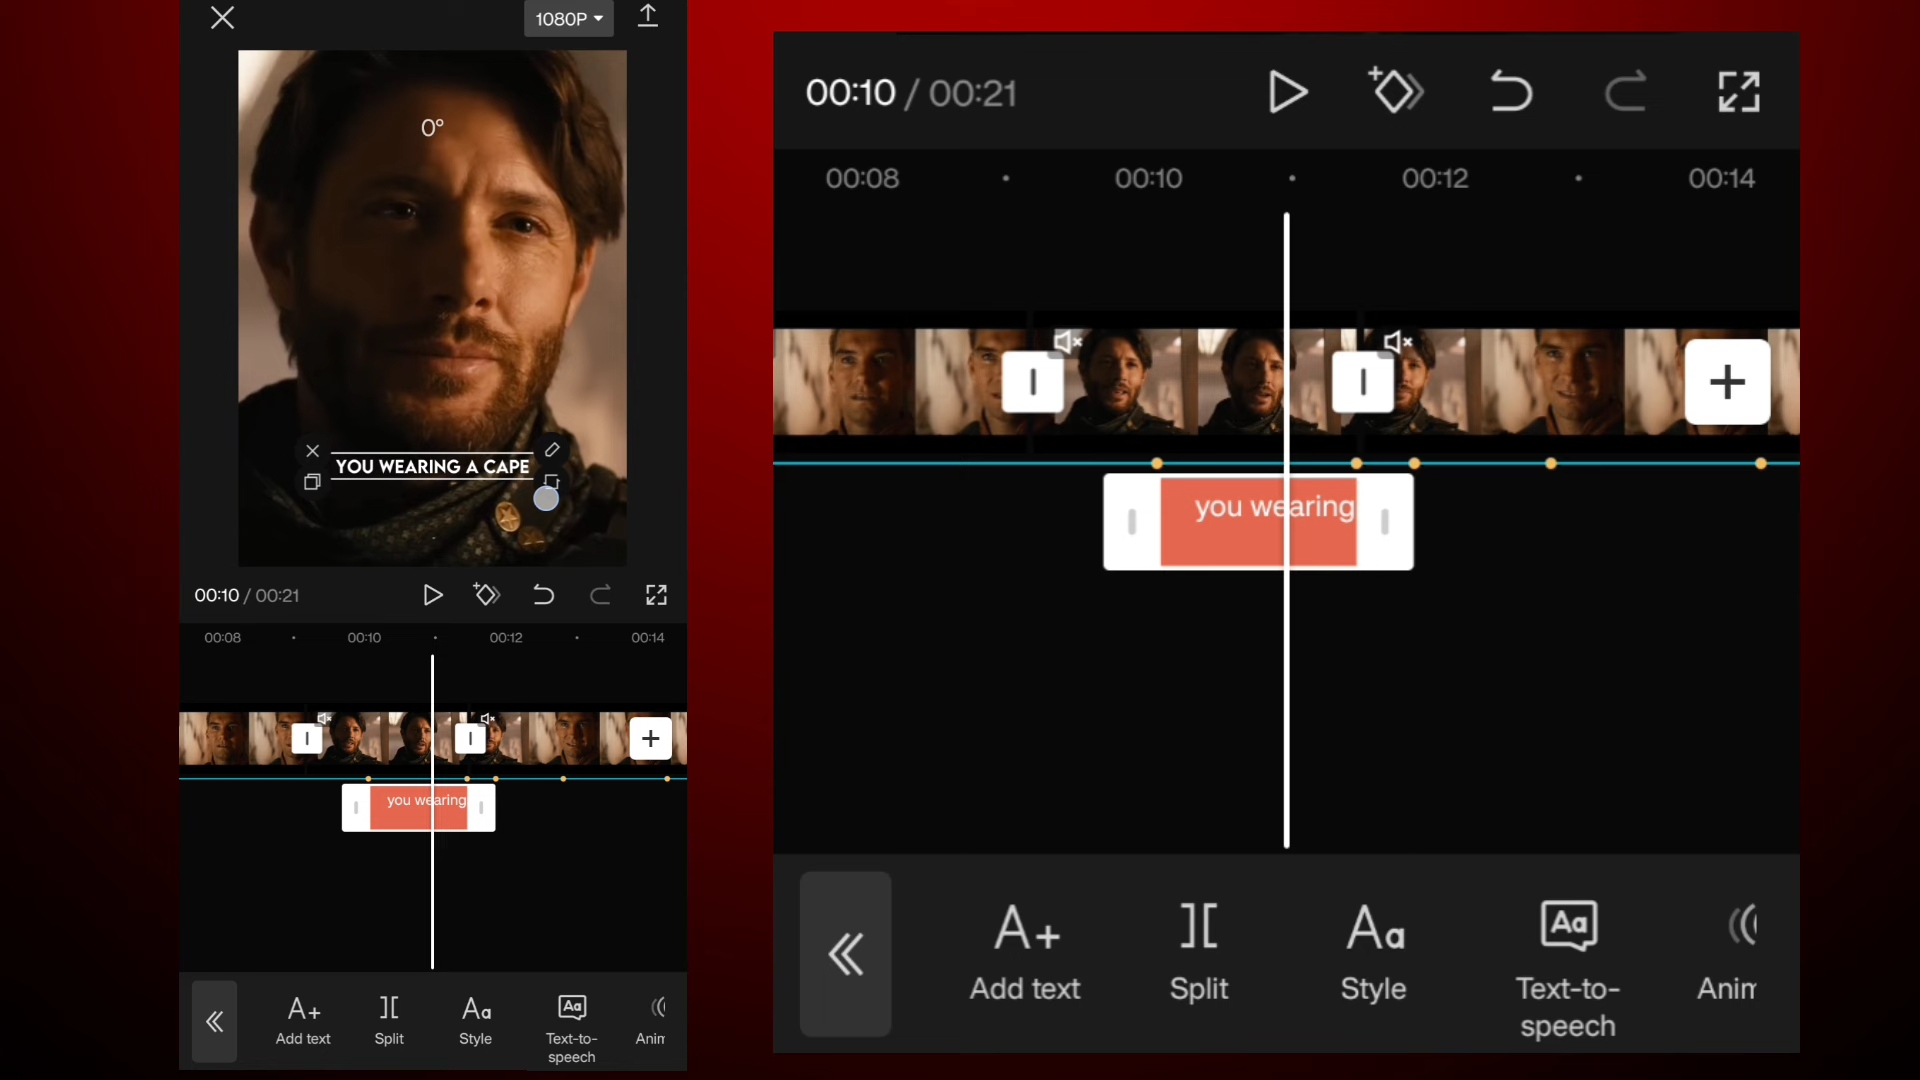 1080P
0°
YOU WEARING A CAPE
00:10 / 00:21
00:08 00:10 00:12 00:14
you wearing
Add text Split Style Text-to-
speech
Anim
00:10 / 00:21
00:08 00:10 00:12 00:14
you wearing
Add text Split Style Text-to-
speech
Anim